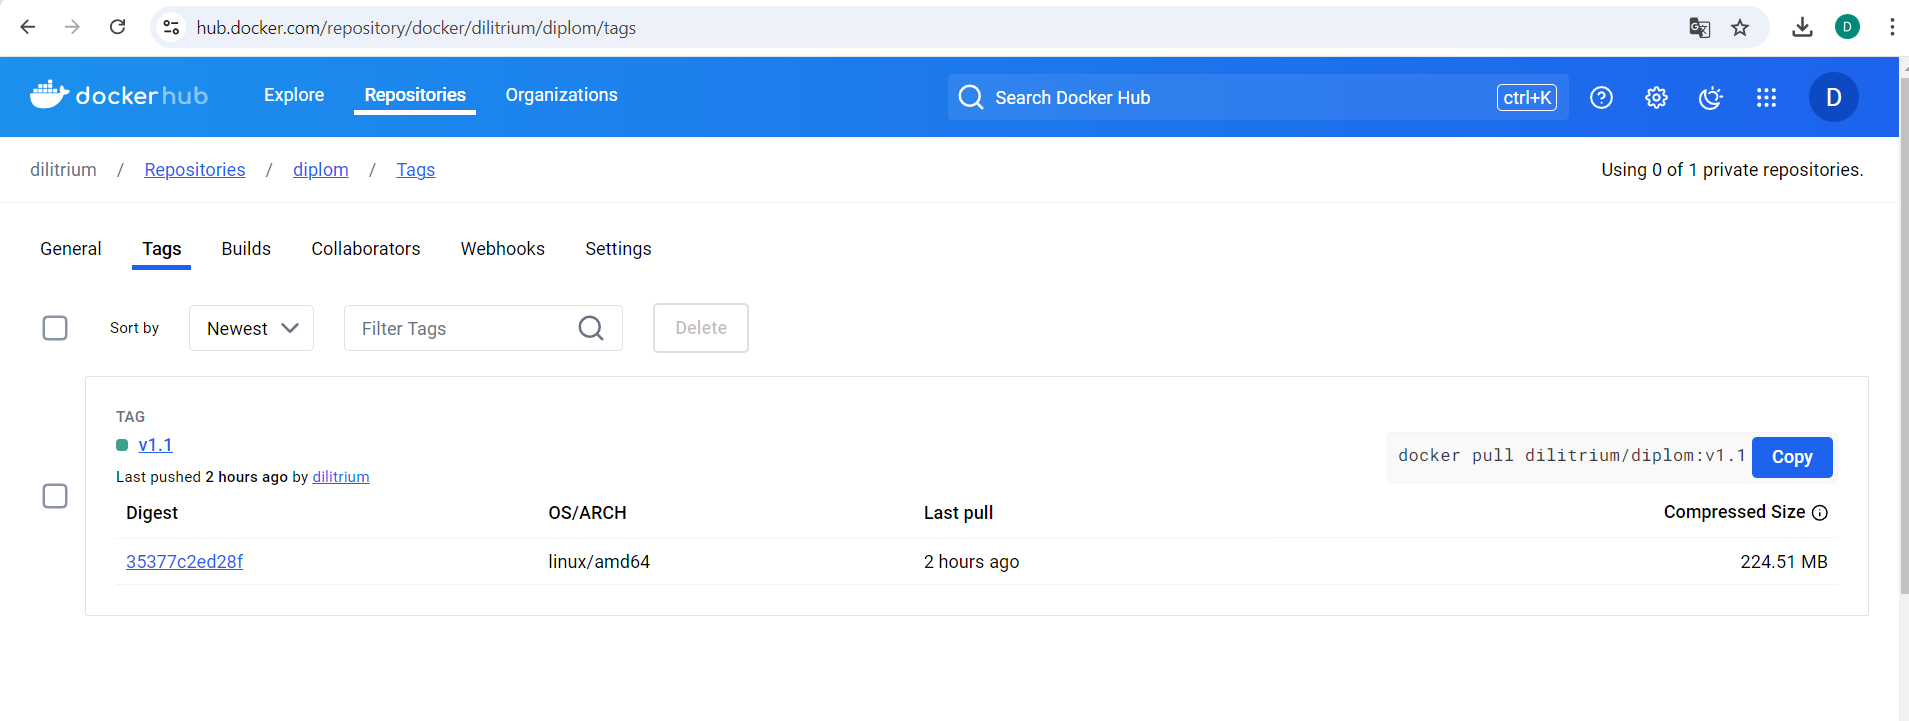 hub.docker.com/repository/docker/dilitrium/diplom/tags
D
docker hub
Explore
Repositories
Organizations
Search Docker Hub
ctrl+K
D
dilitrium / Repositories / diplom / Tags
Using 0 of 1 private repositories.
General
Tags
Builds
Collaborators
Webhooks
Settings
Sort by
Newest
Filter Tags
Delete
TAG
v1.1
Last pushed 2 hours ago by dilitrium
docker pull dilitrium/diplom:v1.1
Copy
Digest
OS/ARCH
Last pull
Compressed Size
35377c2ed28f
linux/amd64
2 hours ago
224.51 MB